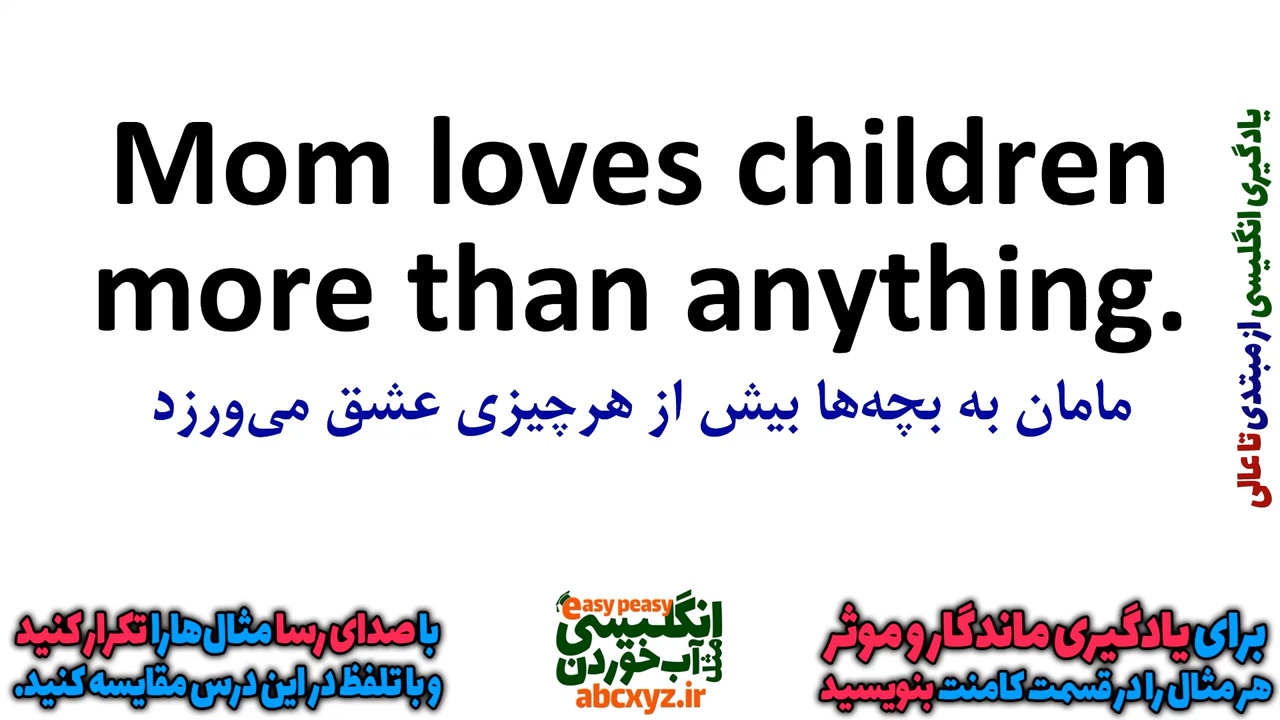 Mom loves children
more than anything.
مامان به بچه‌ها بیش از هرچیزی عشق می‌ورزد
یادگیری انگلیسی از مبتدی تا عالی
برای یادگیری ماندگار و موثر
هر مثال را در قسمت کامنت بنویسید
easy peasy
انگلیسی
مثل
آب خوردن
abcxyz.ir
با صدای رسا مثال‌ها را تکرار کنید
و با تلفظ در این درس مقایسه کنید.